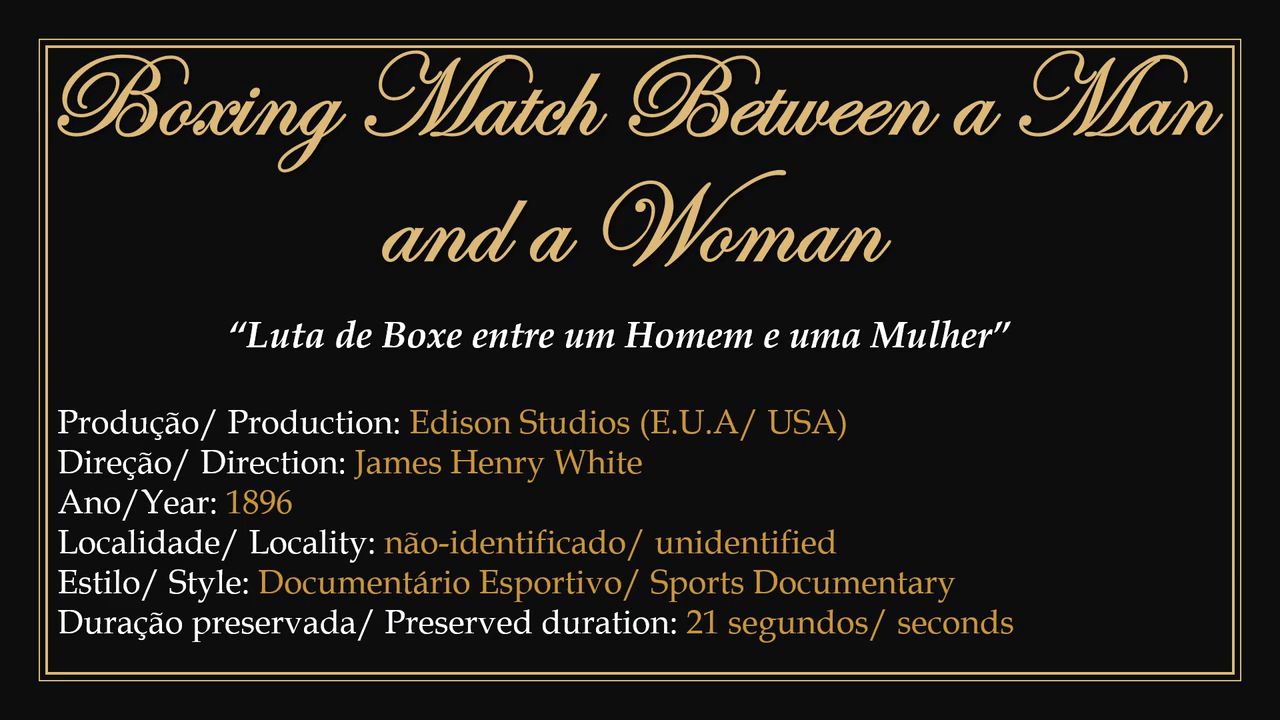 Boxing Match Between a Man
and a Woman
“Luta de Boxe entre um Homem e uma Mulher”
Produção/ Production: Edison Studios (E.U.A/ USA)
Direção/ Direction: James Henry White
Ano/Year: 1896
Localidade/ Locality: não-identificado/ unidentified
Estilo/ Style: Documentário Esportivo/ Sports Documentary
Duração preservada/ Preserved duration: 21 segundos/ seconds